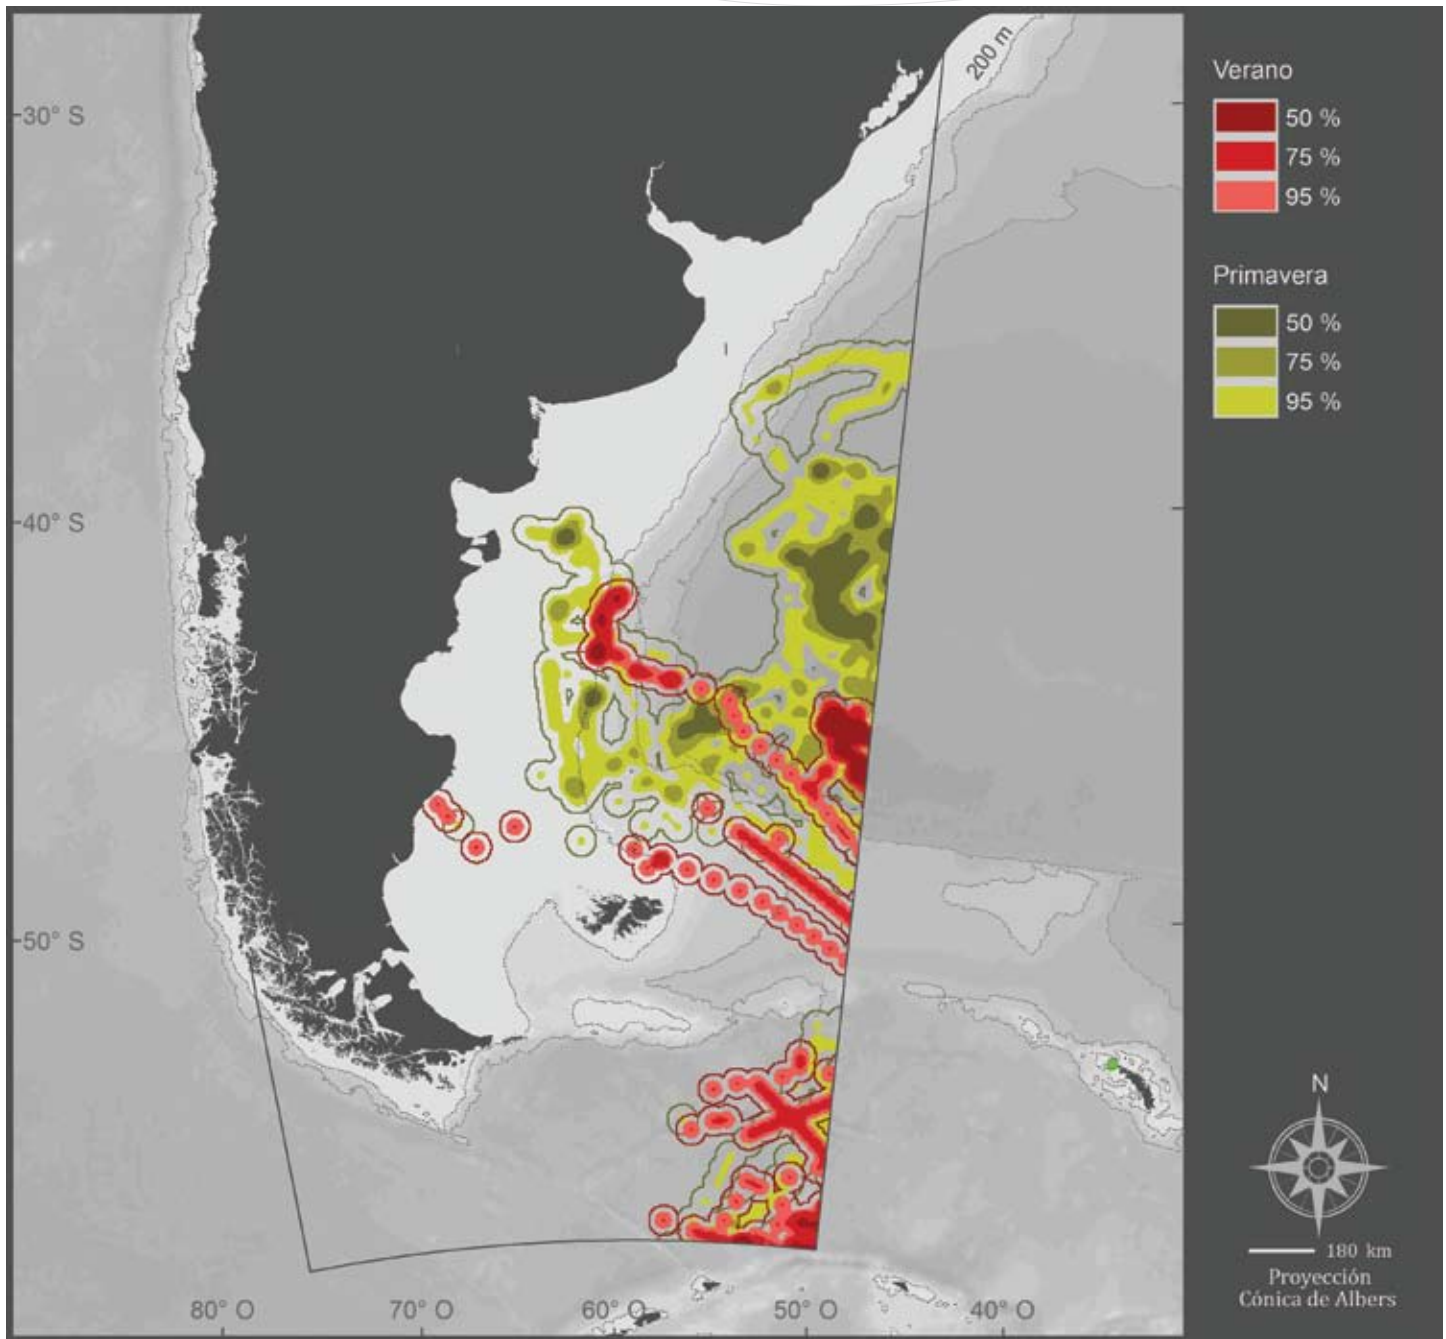 200 m
30° S
40° S
50° S
80° O
70° O
60° O
50° O
40° O
Verano
50 %
75 %
95 %
Primavera
50 %
75 %
95 %
N
180 km
Proyección
Cónica de Albers